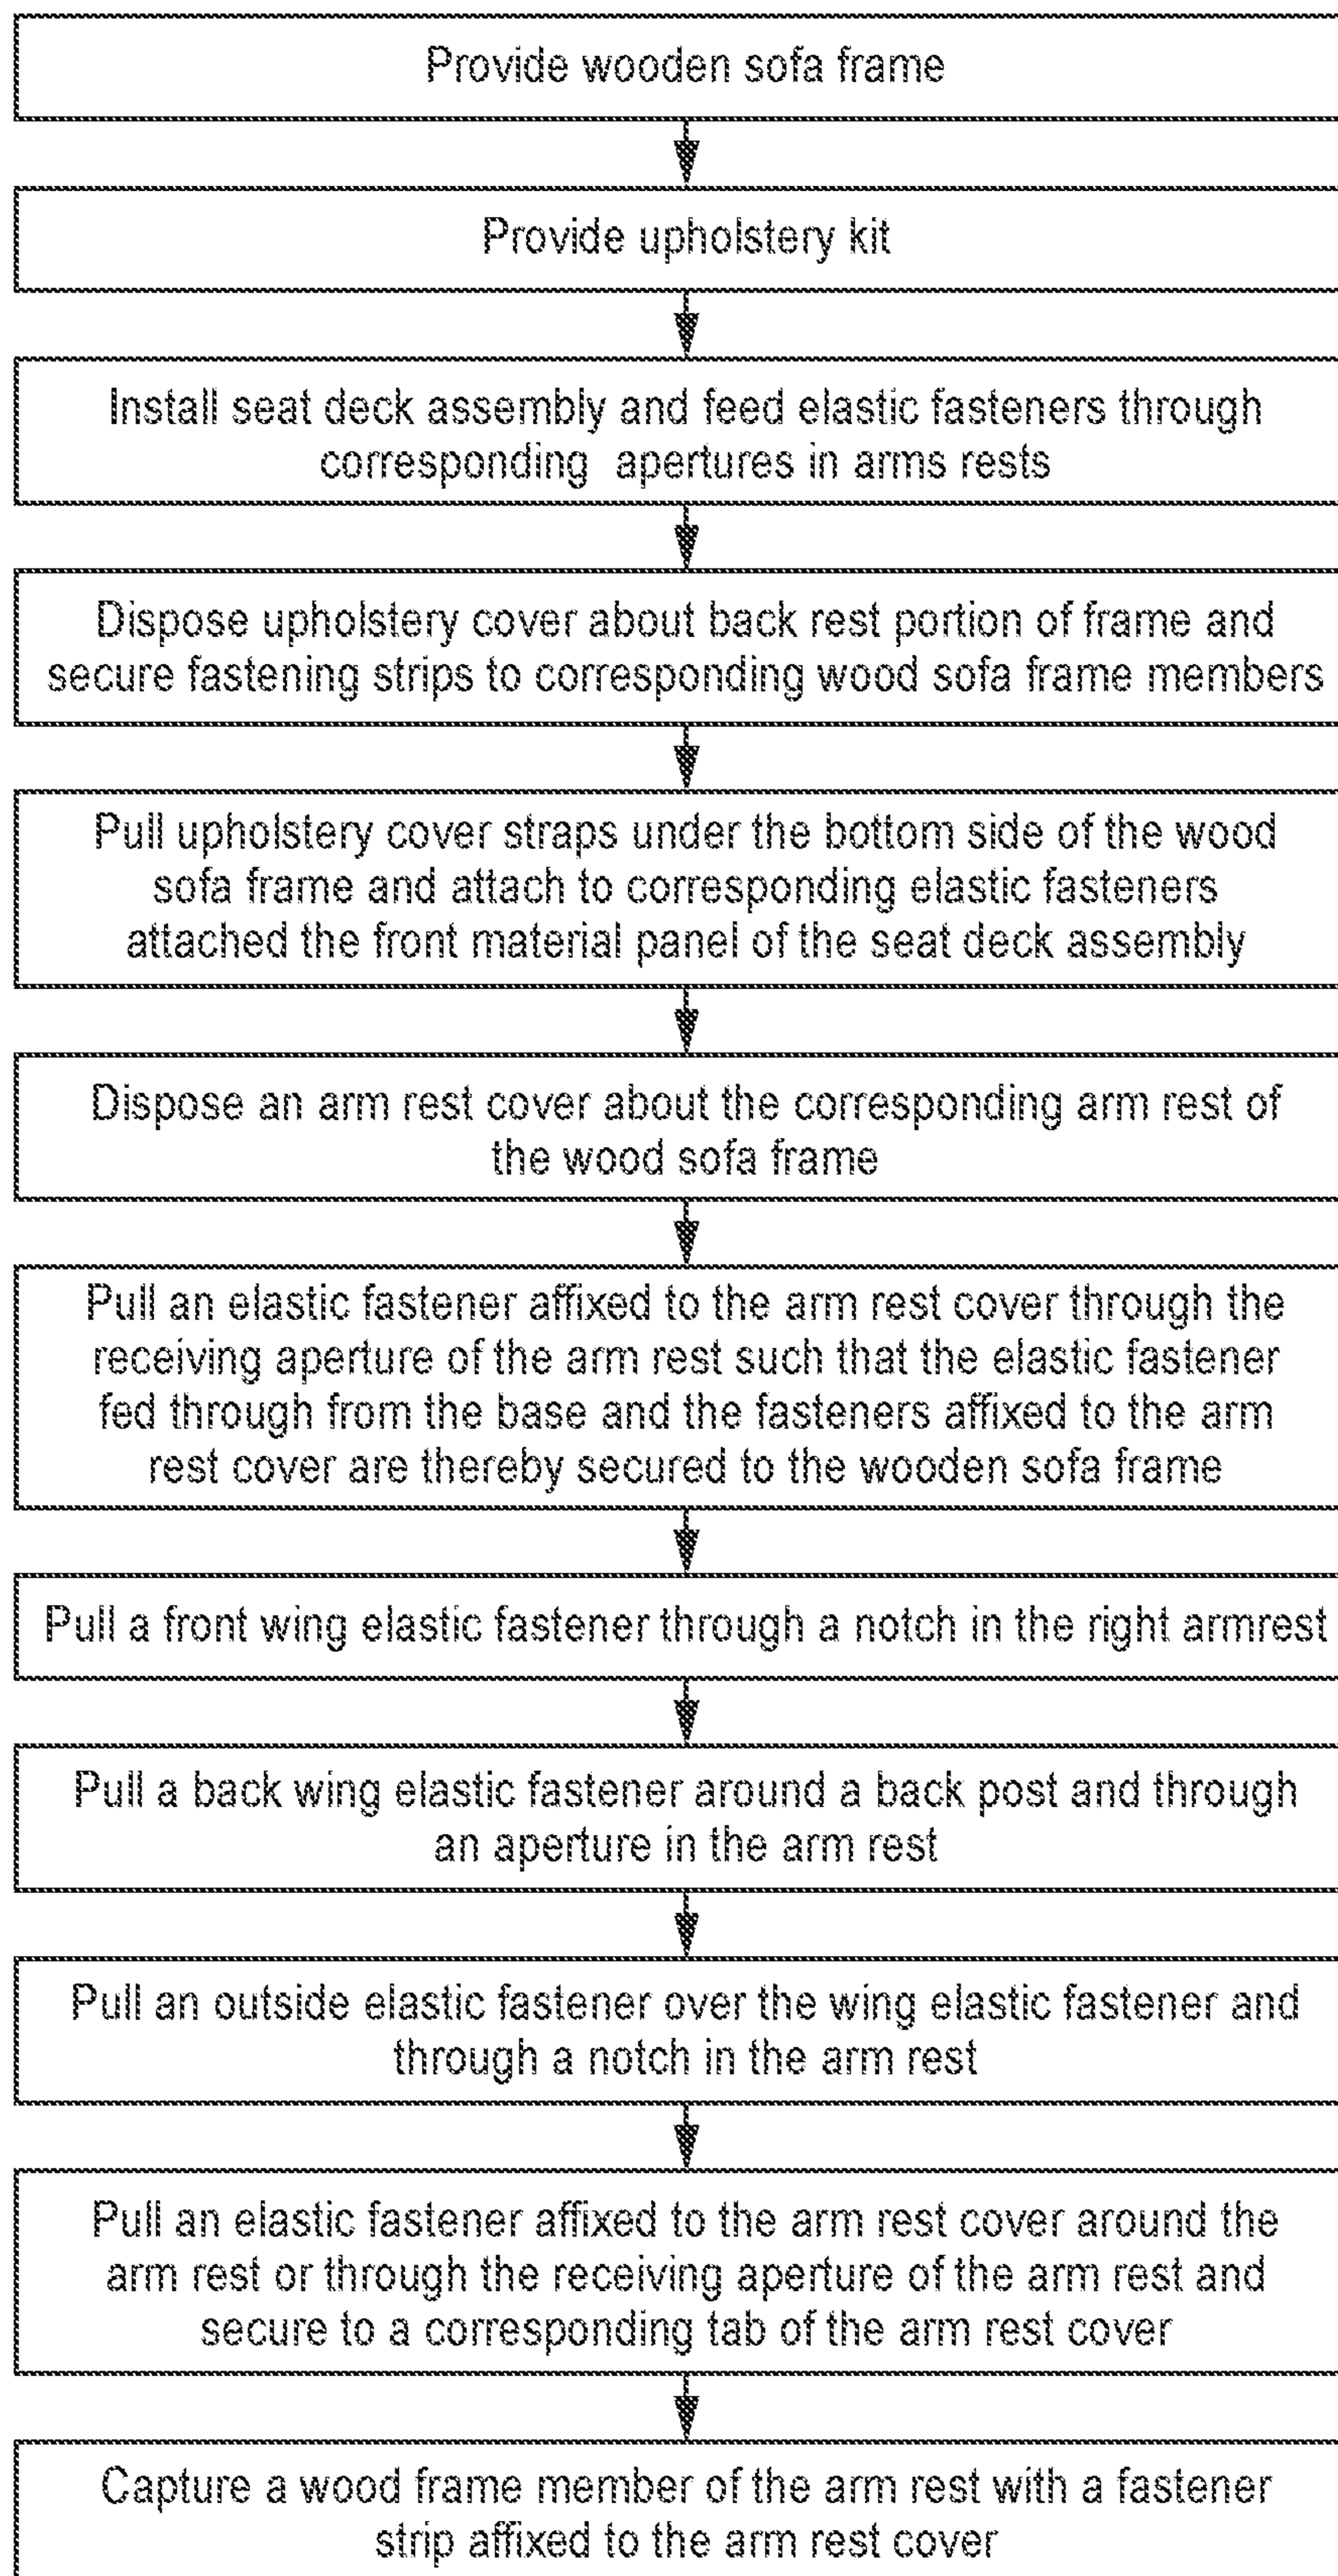 Provide wooden sofa frame
Provide upholstery kit
Install seat deck assembly and feed elastic fasteners through
corresponding apertures in arms rests
Dispose upholstery cover about back rest portion of frame and
secure fastening strips to corresponding wood sofa frame members
Pull upholstery cover straps under the bottom side of the wood
sofa frame and attach to corresponding elastic fasteners
attached the front material panel of the seat deck assembly
Dispose an arm rest cover about the corresponding arm rest of
the wood sofa frame
Pull an elastic fastener affixed to the arm rest cover through the
receiving aperture of the arm rest such that the elastic fastener
fed through from the base and the fasteners affixed to the arm
rest cover are thereby secured to the wooden sofa frame
Pull a front wing elastic fastener through a notch in the right armrest
Pull a back wing elastic fastener around a back post and through
an aperture in the arm rest
Pull an outside elastic fastener over the wing elastic fastener and
through a notch in the arm rest
Pull an elastic fastener affixed to the arm rest cover around the
arm rest or through the receiving aperture of the arm rest and
secure to a corresponding tab of the arm rest cover
Capture a wood frame member of the arm rest with a fastener
strip affixed to the arm rest cover